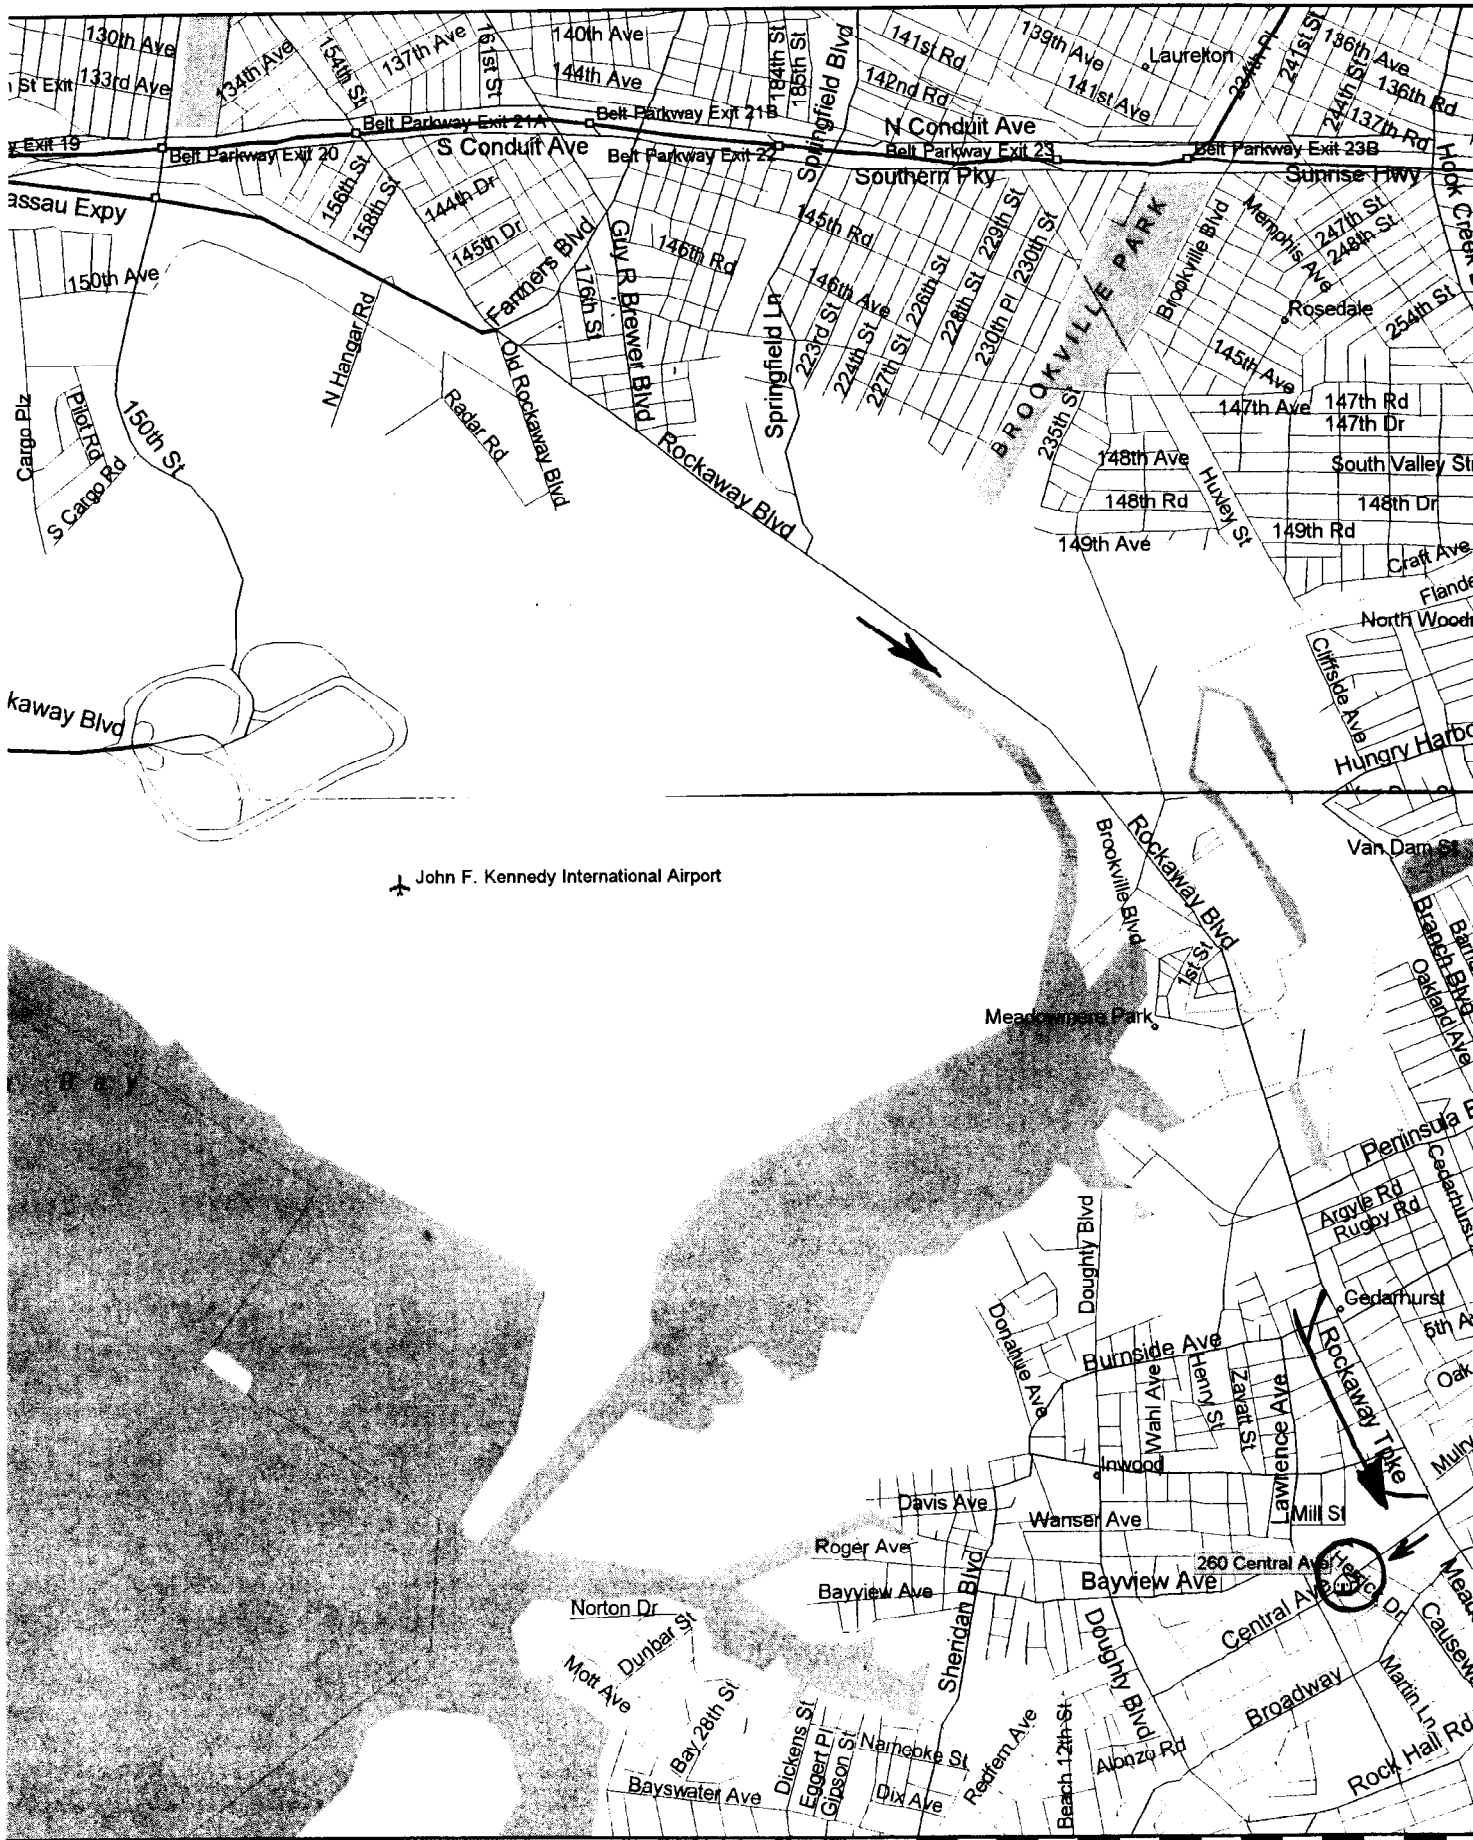 130th Ave
154th St
137th Ave
161st St
140th Ave
184th St
185th St
Springfield Blvd
141st Rd
139th Ave
Laurelton
234th Pl
241st St
136th Ave
St Exit
133rd Ave
134th Ave
144th Ave
142nd Rd
141st Ave
244th St
136th Rd
137th Rd
Exit 19
Belt Parkway Exit 20
Belt Parkway Exit 21A
S Conduit Ave
Belt Parkway Exit 21B
Belt Parkway Exit 22
N Conduit Ave
Belt Parkway Exit 23
Belt Parkway Exit 23B
Southern Pky
Sunrise Hwy
Hook Creek
assau Expy
156th St
158th St
144th Dr
145th Dr
Farmers Blvd
Guy R Brewer Blvd
176th St
146th Rd
145th Rd
146th Ave
229th St
230th St
226th St
228th St
230th Pl
223rd St
224th St
227th St
BROOKVILLE PARK
Brookville Blvd
Memphis Ave
247th St
248th St
Rosedale
254th St
150th Ave
N Hangar Rd
Springfield Ln
145th Ave
235th St
147th Ave
147th Rd
147th Dr
Cargo Plz
Pilot Rd
150th St
S Cargo Rd
Radar Rd
Old Rockaway Blvd
Rockaway Blvd
148th Ave
South Valley Str
148th Rd
Huxley St
148th Dr
149th Ave
149th Rd
Craft Ave
Flande
North Wood
Cliffside Ave
kaway Blvd
Hungry Harbo
Brookville Blvd
Rockaway Blvd
Van Dam St
John F. Kennedy International Airport
Branch Blvd
Oakland Ave
1st St
Meadowmere Park
Bay
Peninsula B
Cedarhurst
Argyle Rd
Rugby Rd
Doughty Blvd
Cedarhurst
Donahue Ave
Burnside Ave
5th A
Rockaway Tpke
Oak
Wahl Ave
Henry St
Zavatt St
Lawrence Ave
Inwood
Davis Ave
Wanser Ave
Mill St
Roger Ave
260 Central Ave
Bayview Ave
Bayview Ave
Sheridan Blvd
Central Ave
Causew
Norton Dr
Dunbar St
Mott Ave
Bay 28th St
Doughty Blvd
Broadway
Martin Ln
Dickens St
Eggert Pl
Gipson St
Nameoke St
Redfern Ave
Beach 12th St
Alonzo Rd
Rock Hall Rd
Bayswater Ave
Dix Ave